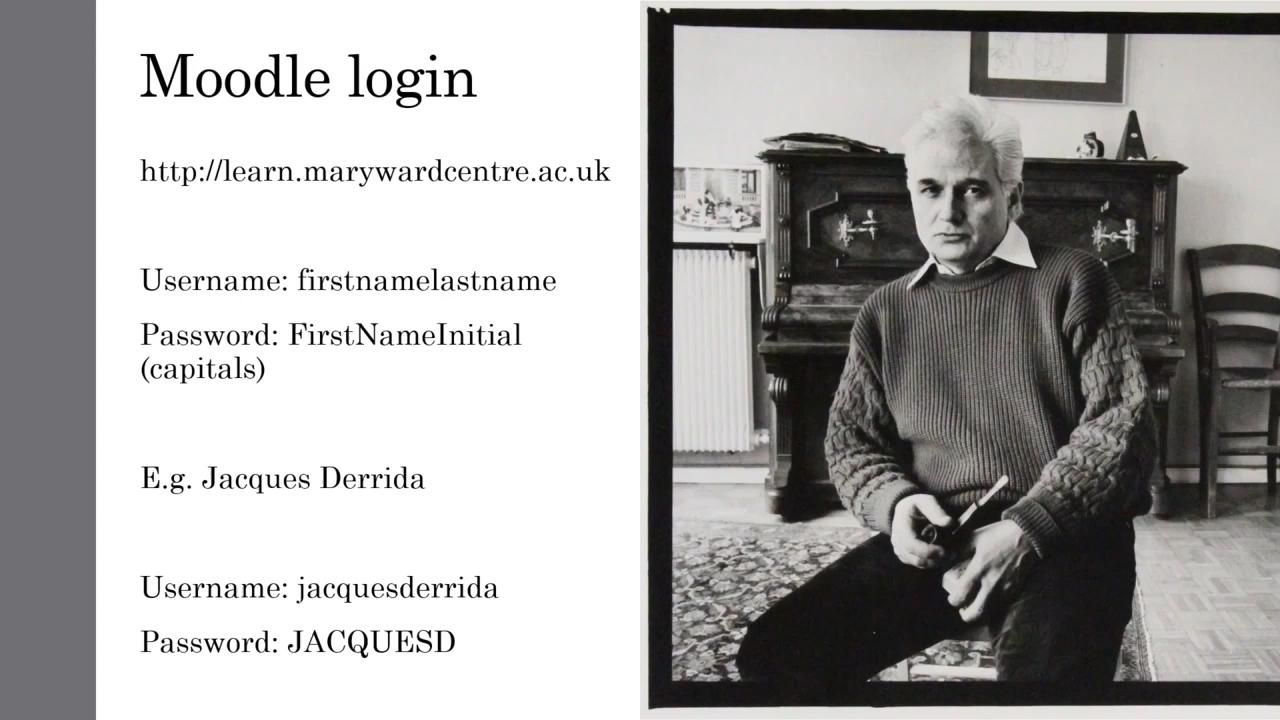 Moodle login
http://learn.marywardcentre.ac.uk
Username: firstnamelastname
Password: FirstNameInitial
(capitals)
E.g. Jacques Derrida
Username: jacquesderrida
Password: JACQUESD